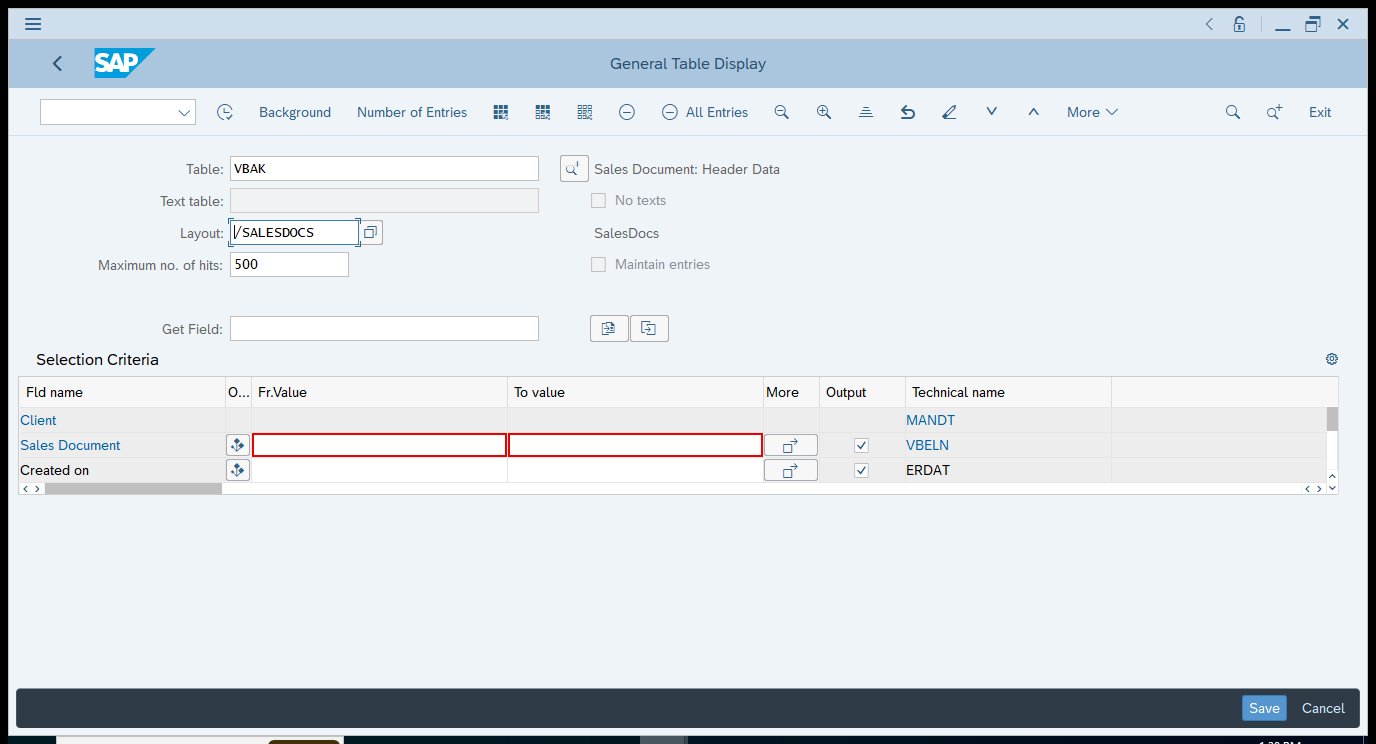 SAP
General Table Display
Background Number of Entries All Entries More Exit
Table: VBAK Sales Document: Header Data
Text table: No texts
Layout: /SALESDOCS SalesDocs
Maximum no. of hits: 500 Maintain entries
Get Field:
Selection Criteria
Fld name O... Fr.Value To value More Output Technical name
Client MANDT
Sales Document VBELN
Created on ERDAT
Save Cancel